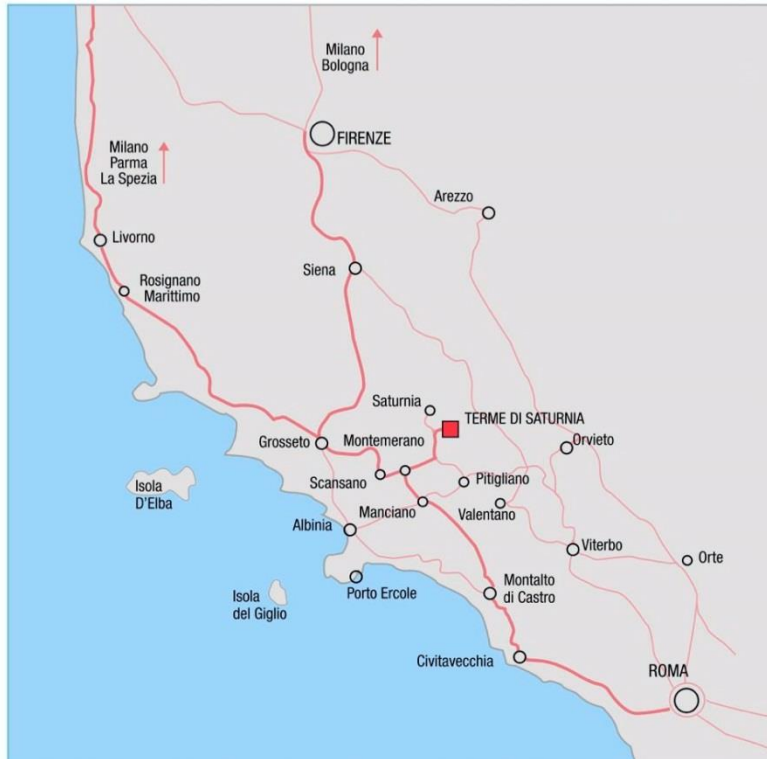 Milano
Bologna
FIRENZE
Milano
Parma
La Spezia
Arezzo
Livorno
Siena
Rosignano
Marittimo
Saturnia
TERME DI SATURNIA
Grosseto
Montemerano
Orvieto
Scansano
Pitigliano
Isola
D'Elba
Manciano
Valentano
Albinia
Viterbo
Orte
Montalto
di Castro
Porto Ercole
Isola
del Giglio
Civitavecchia
ROMA